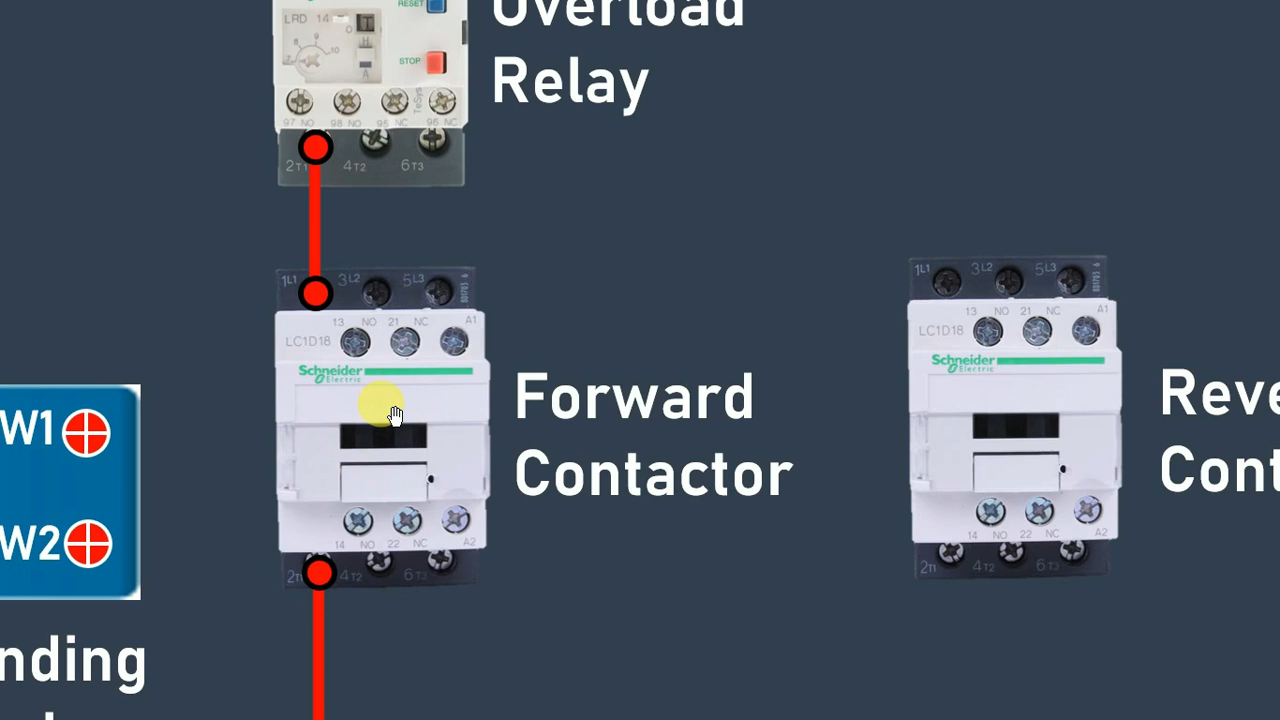 Overload
Relay
RESET
LRD 14
STOP
TeSys
97 NO 98 NO 95 NC 96 NC
2T1 4T2 6T3
1L1 3L2 5L3
13 NO 21 NC A1
LC1D18
Schneider
Electric
14 NO 22 NC A2
4T2 6T3
Forward
Contactor
1L1 3L2 5L3
13 NO 21 NC A1
LC1D18
Schneider
Electric
14 NO 22 NC A2
2T1 4T2 6T3
Reve
Cont
W1
W2
nding